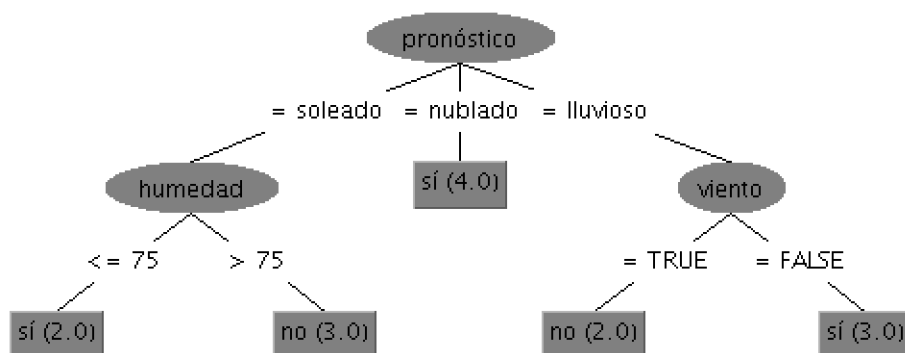 pronóstico
= soleado = nublado = lluvioso
humedad sí (4.0) viento
<= 75 > 75 = TRUE = FALSE
sí (2.0) no (3.0) no (2.0) sí (3.0)